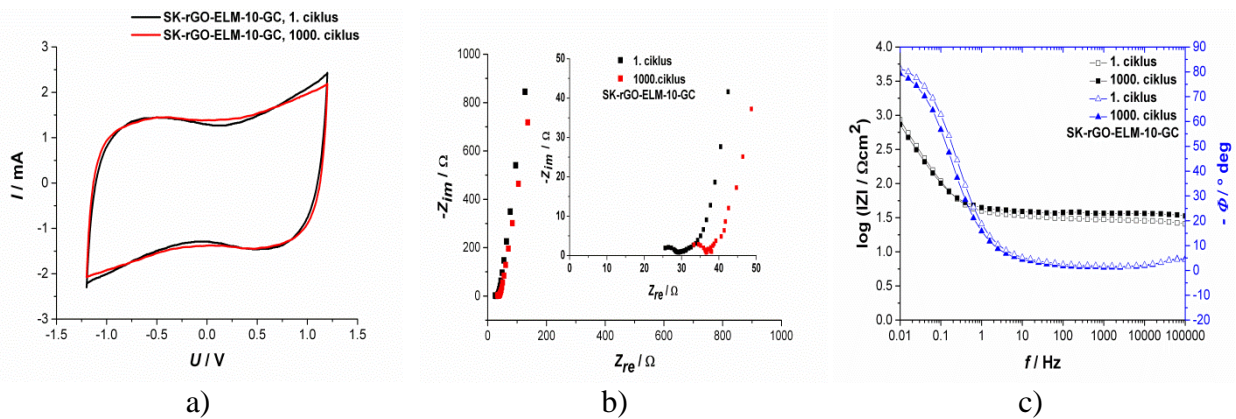 SK-rGO-ELM-10-GC, 1. ciklus
SK-rGO-ELM-10-GC, 1000. ciklus
3
2
1
0
-1
-2
-3
I / mA
-1.5 -1.0 -0.5 0.0 0.5 1.0 1.5
U / V
a)
1000
800
600
400
200
0
-Zim / Ω
0 200 400 600 800 1000
Zre / Ω
50
40
30
20
10
0
-Zim / Ω
1. ciklus
1000.ciklus
SK-rGO-ELM-10-GC
0 10 20 30 40 50
Zre / Ω
b)
4.0
3.5
3.0
2.5
2.0
1.5
1.0
0.5
0.0
log (IZI / Ωcm²)
1. ciklus
1000. ciklus
1. ciklus
1000. ciklus
SK-rGO-ELM-10-GC
90
80
70
60
50
40
30
20
10
0
-10
-20
- Φ / ° deg
0.01 0.1 1 10 100 1000 10000 100000
f / Hz
c)